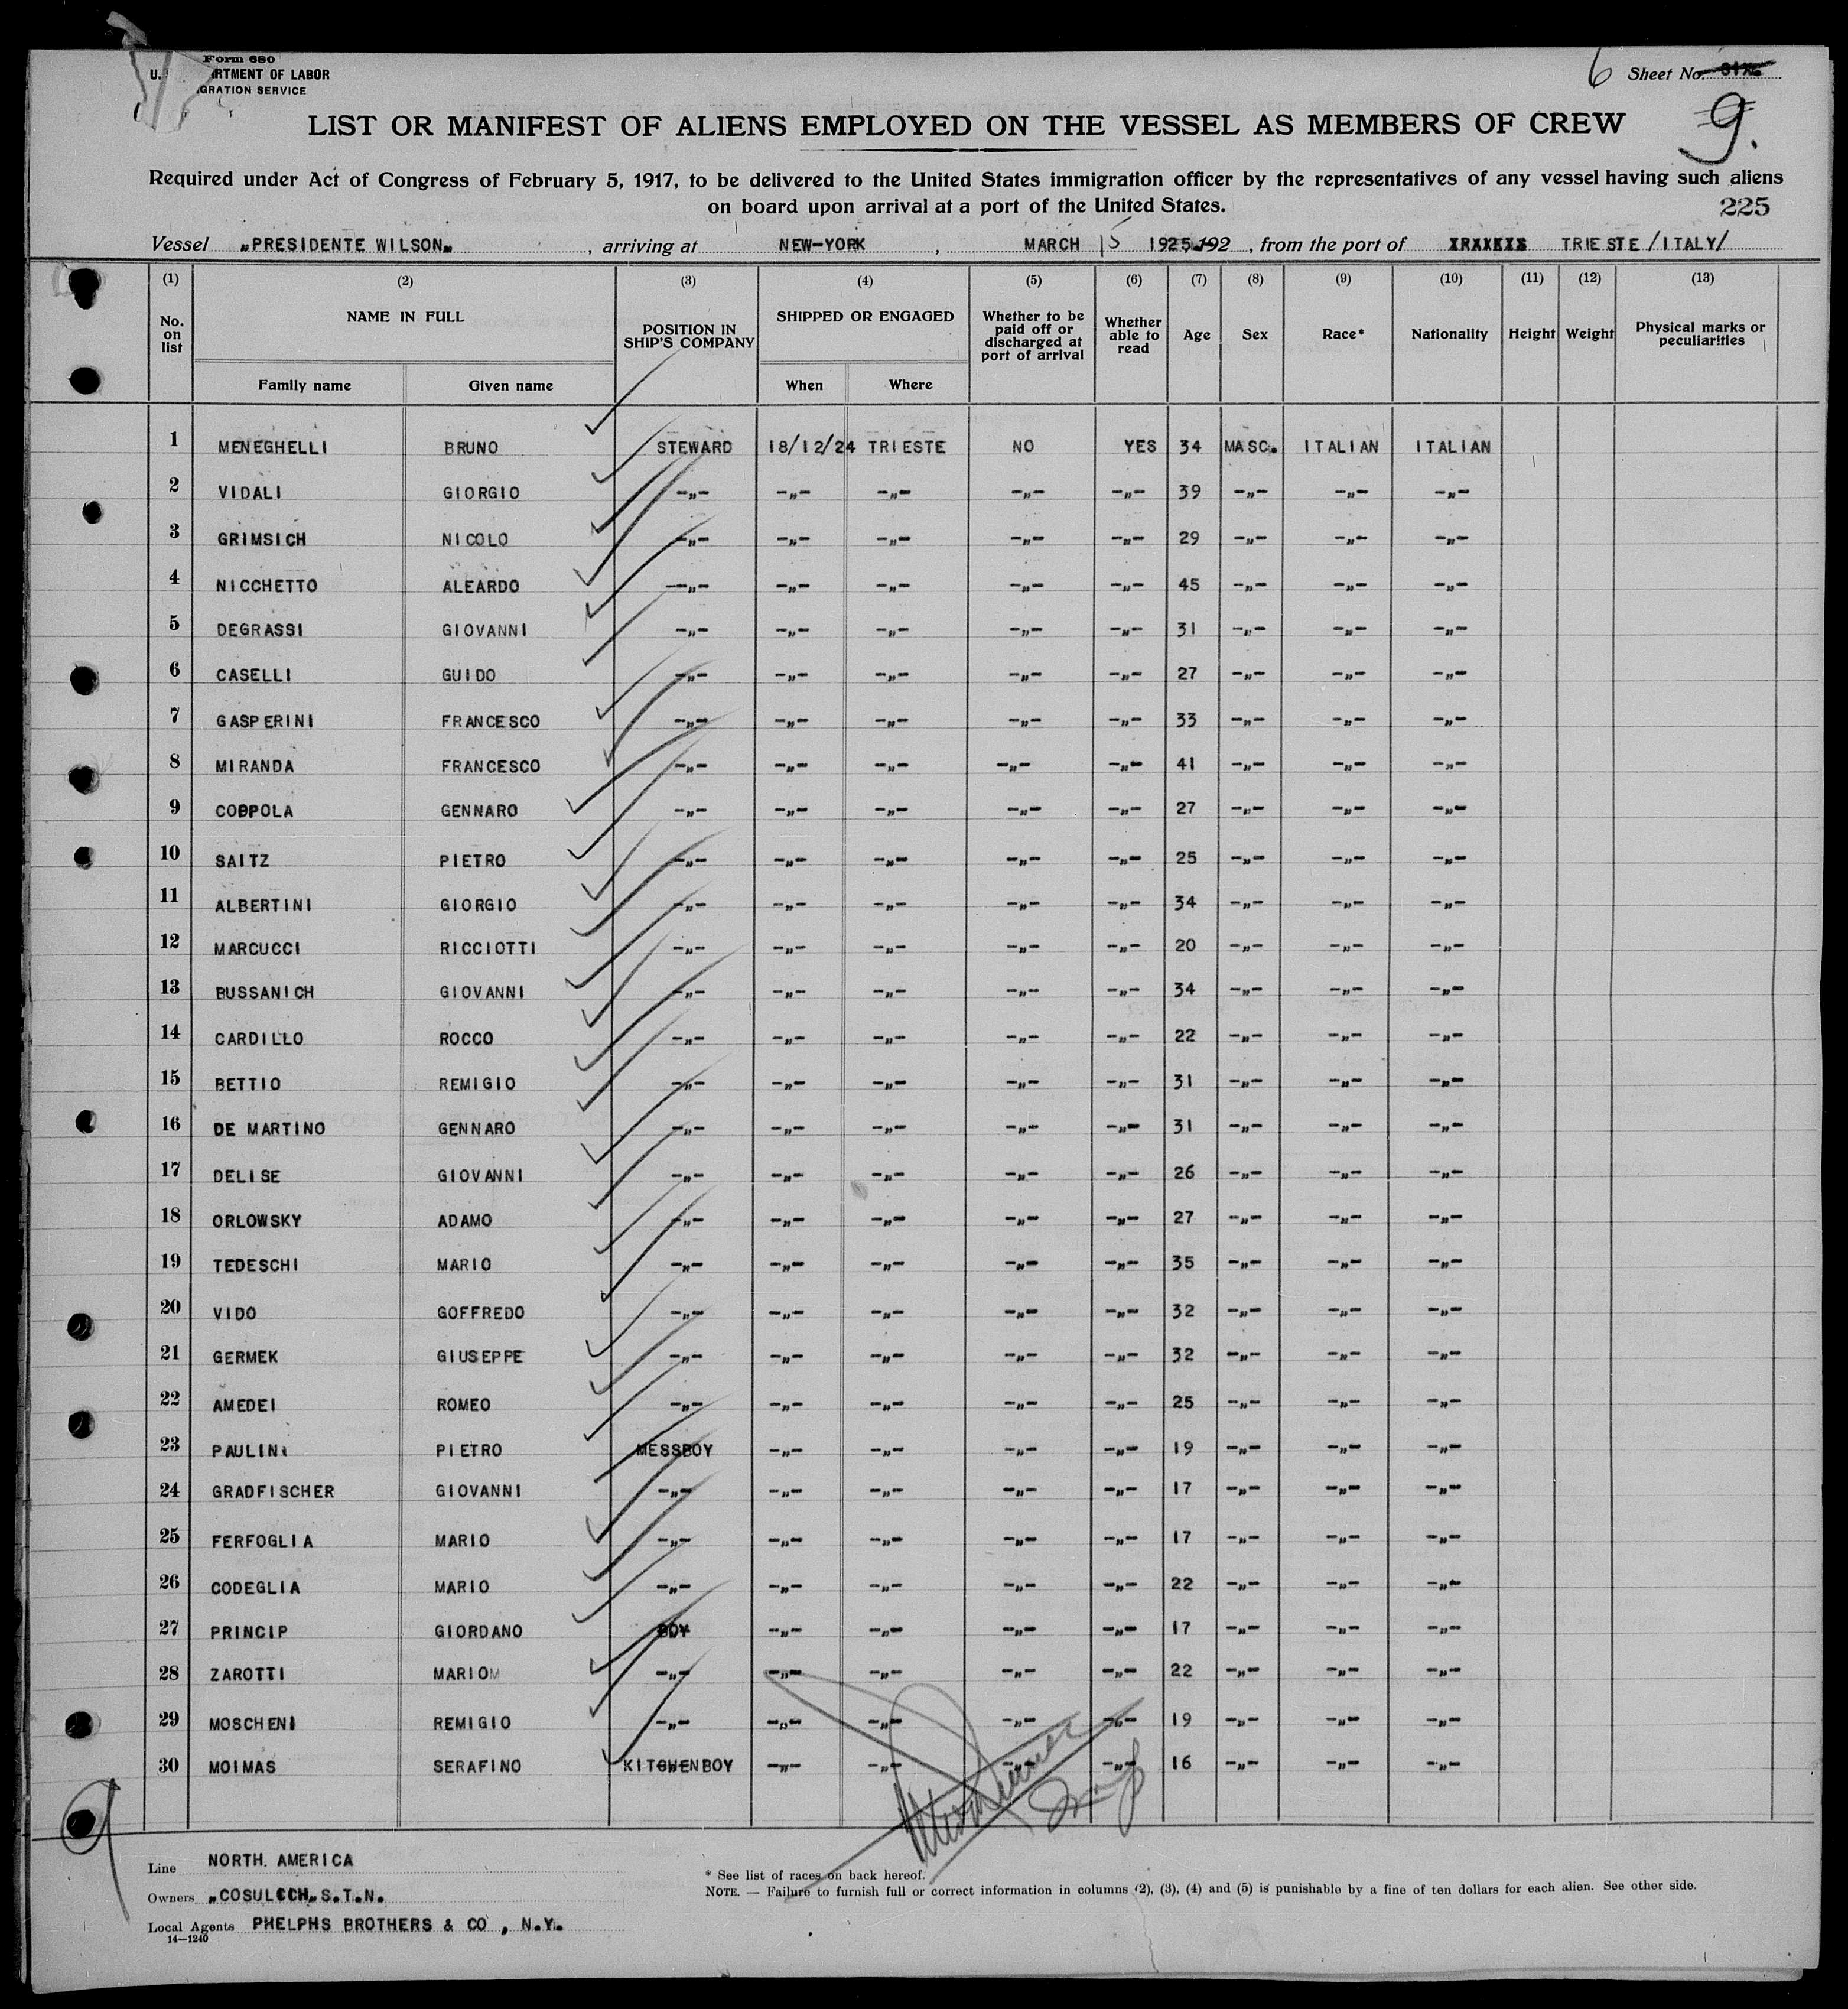 Form 680
U. RTMENT OF LABOR
GRATION SERVICE
6 Sheet No.
9.
LIST OR MANIFEST OF ALIENS EMPLOYED ON THE VESSEL AS MEMBERS OF CREW
Required under Act of Congress of February 5, 1917, to be delivered to the United States immigration officer by the representatives of any vessel having such aliens
on board upon arrival at a port of the United States.
225
Vessel „PRESIDENTE WILSON„ , arriving at NEW-YORK , MARCH 15 1925 192 , from the port of TRIESTE /ITALY/
(1) (2) (3) (4) (5) (6) (7) (8) (9) (10) (11) (12) (13)
No. on list NAME IN FULL POSITION IN SHIP'S COMPANY SHIPPED OR ENGAGED Whether to be paid off or discharged at port of arrival Whether able to read Age Sex Race* Nationality Height Weight Physical marks or peculiarities
Family name Given name When Where
1 MENEGHELLI BRUNO STEWARD 18/12/24 TRIESTE NO YES 34 MASC. ITALIAN ITALIAN
2 VIDALI GIORGIO -„- -„- -„- -„- -„- 39 -„- -„- -„-
3 GRIMSICH NICOLO -„- -„- -„- -„- -„- 29 -„- -„- -„-
4 NICCHETTO ALEARDO -„- -„- -„- -„- -„- 45 -„- -„- -„-
5 DEGRASSI GIOVANNI -„- -„- -„- -„- -„- 31 -„- -„- -„-
6 CASELLI GUIDO -„- -„- -„- -„- -„- 27 -„- -„- -„-
7 GASPERINI FRANCESCO -„- -„- -„- -„- -„- 33 -„- -„- -„-
8 MIRANDA FRANCESCO -„- -„- -„- -„- -„- 41 -„- -„- -„-
9 COPPOLA GENNARO -„- -„- -„- -„- -„- 27 -„- -„- -„-
10 SAITZ PIETRO -„- -„- -„- -„- -„- 25 -„- -„- -„-
11 ALBERTINI GIORGIO -„- -„- -„- -„- -„- 34 -„- -„- -„-
12 MARCUCCI RICCIOTTI -„- -„- -„- -„- -„- 20 -„- -„- -„-
13 BUSSANICH GIOVANNI -„- -„- -„- -„- -„- 34 -„- -„- -„-
14 CARDILLO ROCCO -„- -„- -„- -„- -„- 22 -„- -„- -„-
15 BETTIO REMIGIO -„- -„- -„- -„- -„- 31 -„- -„- -„-
16 DE MARTINO GENNARO -„- -„- -„- -„- -„- 31 -„- -„- -„-
17 DELISE GIOVANNI -„- -„- -„- -„- -„- 26 -„- -„- -„-
18 ORLOWSKY ADAMO -„- -„- -„- -„- -„- 27 -„- -„- -„-
19 TEDESCHI MARIO -„- -„- -„- -„- -„- 35 -„- -„- -„-
20 VIDO GOFFREDO -„- -„- -„- -„- -„- 32 -„- -„- -„-
21 GERMEK GIUSEPPE -„- -„- -„- -„- -„- 32 -„- -„- -„-
22 AMEDEI ROMEO -„- -„- -„- -„- -„- 25 -„- -„- -„-
23 PAULINI PIETRO MESSBOY -„- -„- -„- -„- 19 -„- -„- -„-
24 GRADFISCHER GIOVANNI -„- -„- -„- -„- -„- 17 -„- -„- -„-
25 FERFOGLIA MARIO -„- -„- -„- -„- -„- 17 -„- -„- -„-
26 CODEGLIA MARIO -„- -„- -„- -„- -„- 22 -„- -„- -„-
27 PRINCIP GIORDANO BOY -„- -„- -„- -„- 17 -„- -„- -„-
28 ZAROTTI MARIOM -„- -„- -„- -„- -„- 22 -„- -„- -„-
29 MOSCHENI REMIGIO -„- -„- -„- -„- -„- 19 -„- -„- -„-
30 MOIMAS SERAFINO KITCHENBOY -„- -„- -„- -„- 16 -„- -„- -„-
9
Line NORTH. AMERICA
Owners „COSULICH„ S.T.N.
Local Agents PHELPHS BROTHERS & CO , N.Y.
14—1240
* See list of races on back hereof.
NOTE. — Failure to furnish full or correct information in columns (2), (3), (4) and (5) is punishable by a fine of ten dollars for each alien. See other side.